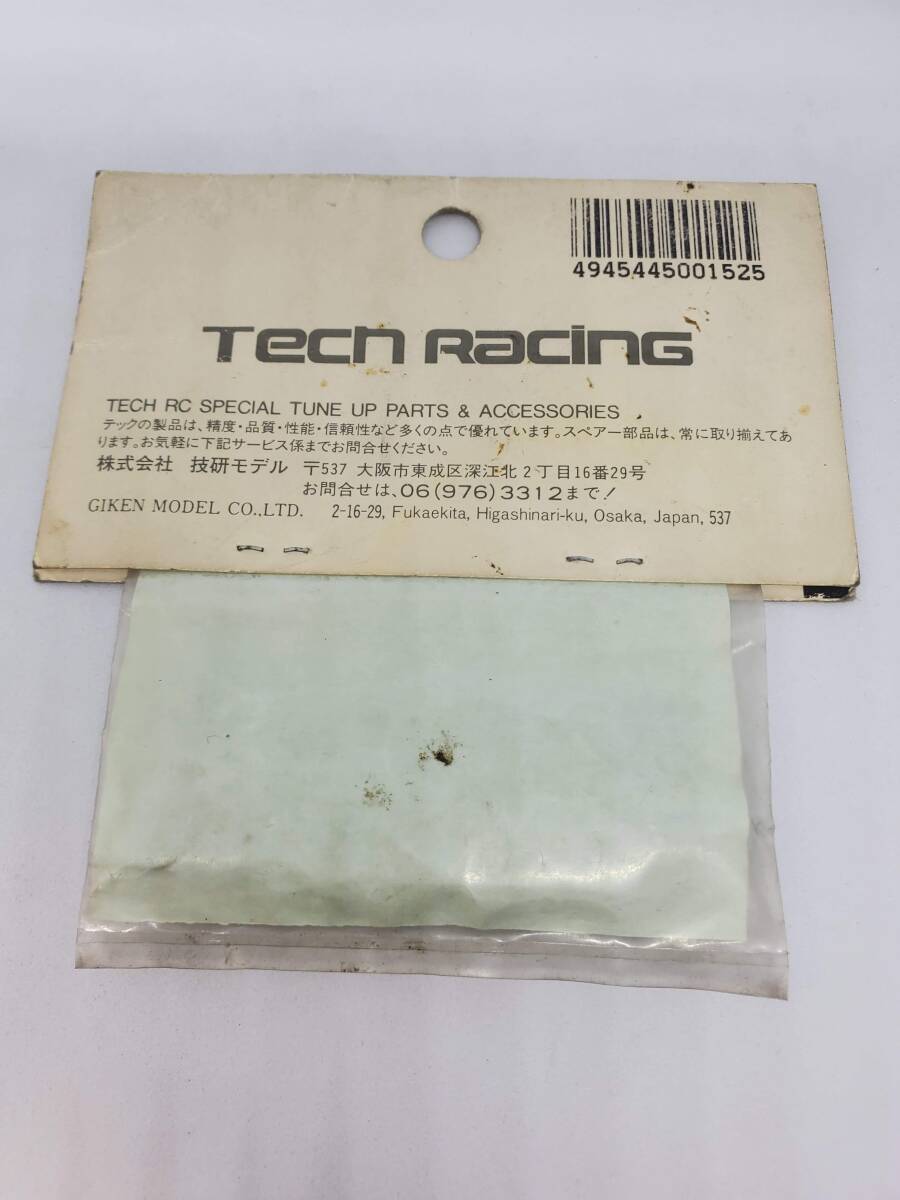 4945445001525
Tech Racing
TECH RC SPECIAL TUNE UP PARTS & ACCESSORIES
テックの製品は、精度・品質・性能・信頼性など多くの点で優れています。スペアー部品は、常に取り揃えてあ
ります。お気軽に下記サービス係までお問合せください。
株式会社 技研モデル 〒537 大阪市東成区深江北2丁目16番29号
お問合せは、06(976)3312まで!
GIKEN MODEL CO.,LTD. 2-16-29, Fukaekita, Higashinari-ku, Osaka, Japan, 537